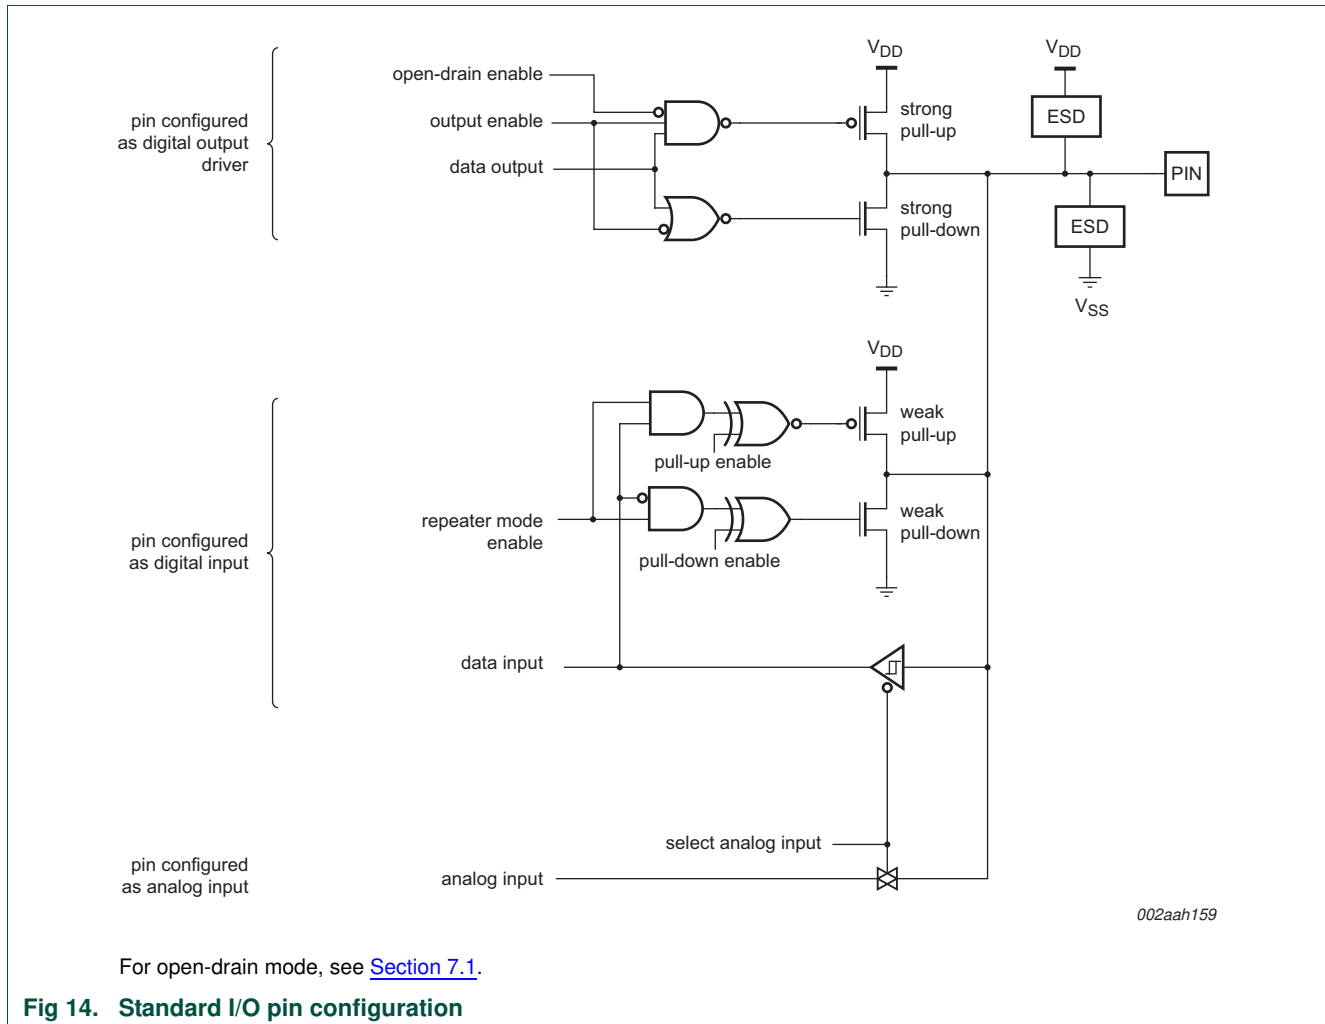 VDD
VDD
open-drain enable
strong
pull-up
ESD
pin configured
as digital output
driver
output enable
data output
PIN
strong
pull-down
ESD
VSS
VDD
weak
pull-up
pull-up enable
repeater mode
enable
weak
pull-down
pin configured
as digital input
pull-down enable
data input
select analog input
pin configured
as analog input
analog input
002aah159
For open-drain mode, see Section 7.1.
Fig 14. Standard I/O pin configuration